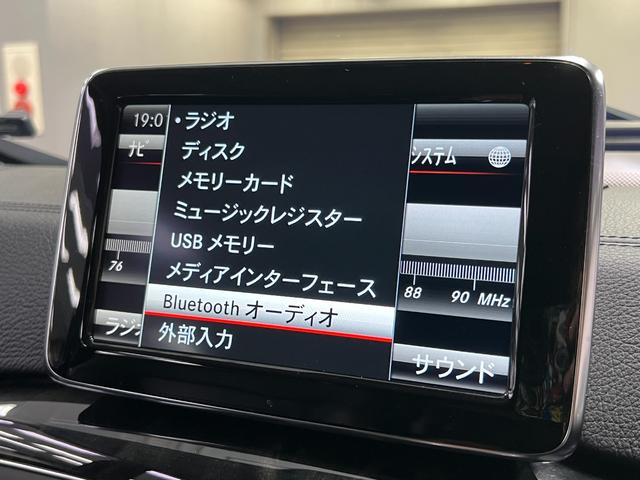 19:0
ナビ
・ラジオ
ディスク
メモリーカード
ミュージックレジスター
USB メモリー
メディアインターフェース
Bluetooth オーディオ
外部入力
システム
76
88 90 MHz
ラジ
サウンド